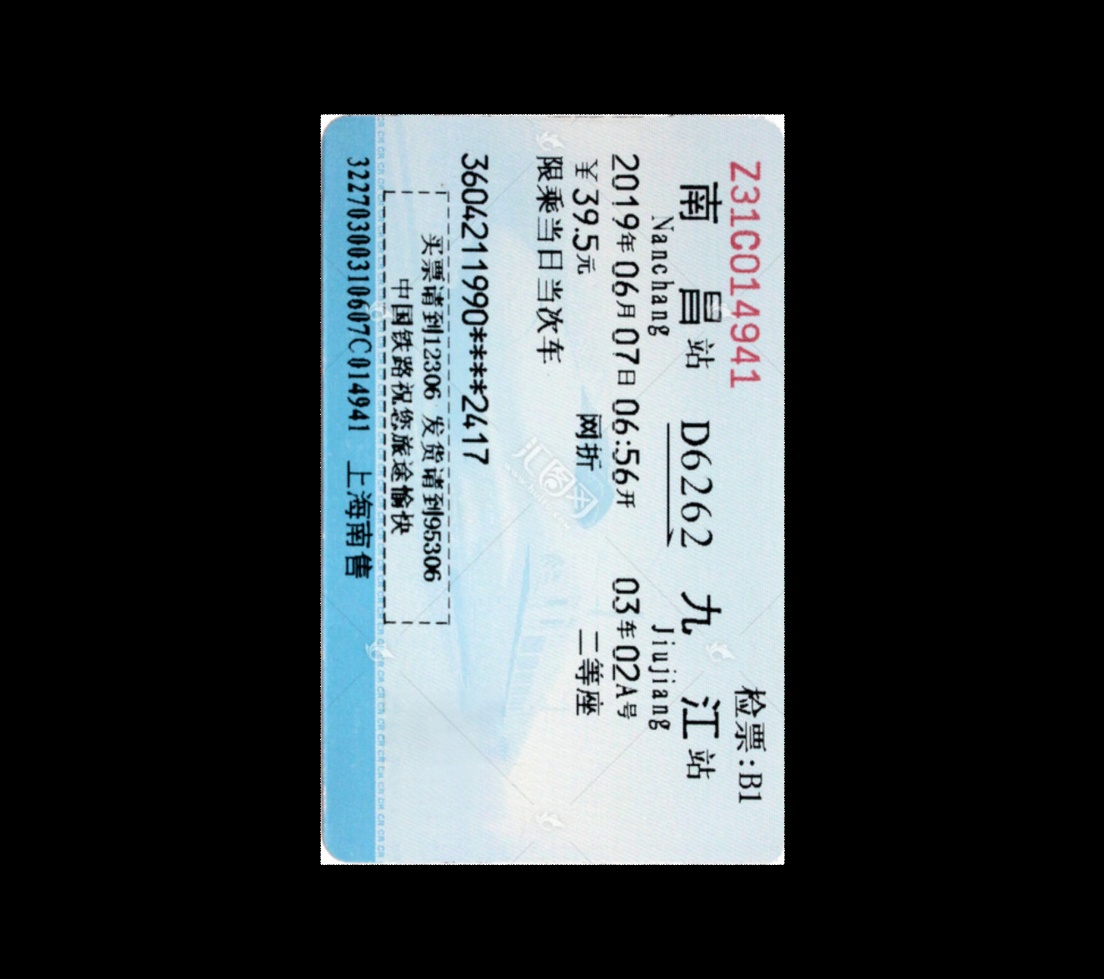 Z31C014941 检票:B1
南昌站 D6262 九江站
Nanchang Jiujiang
2019年06月07日06:56开 03车02A号
¥39.5元 网折 二等座
限乘当日当次车
3604211990****2417
买票请到12306 发货请到95306
中国铁路祝您旅途愉快
32270300310607C014941 上海南售
汇图网